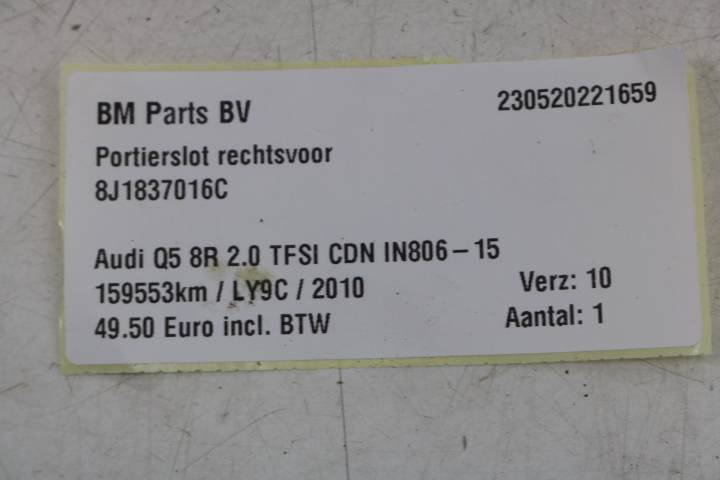 BM Parts BV
230520221659
Portierslot rechtsvoor
8J1837016C
Audi Q5 8R 2.0 TFSI CDN IN806-15
159553km / LY9C / 2010
Verz: 10
49.50 Euro incl. BTW
Aantal: 1